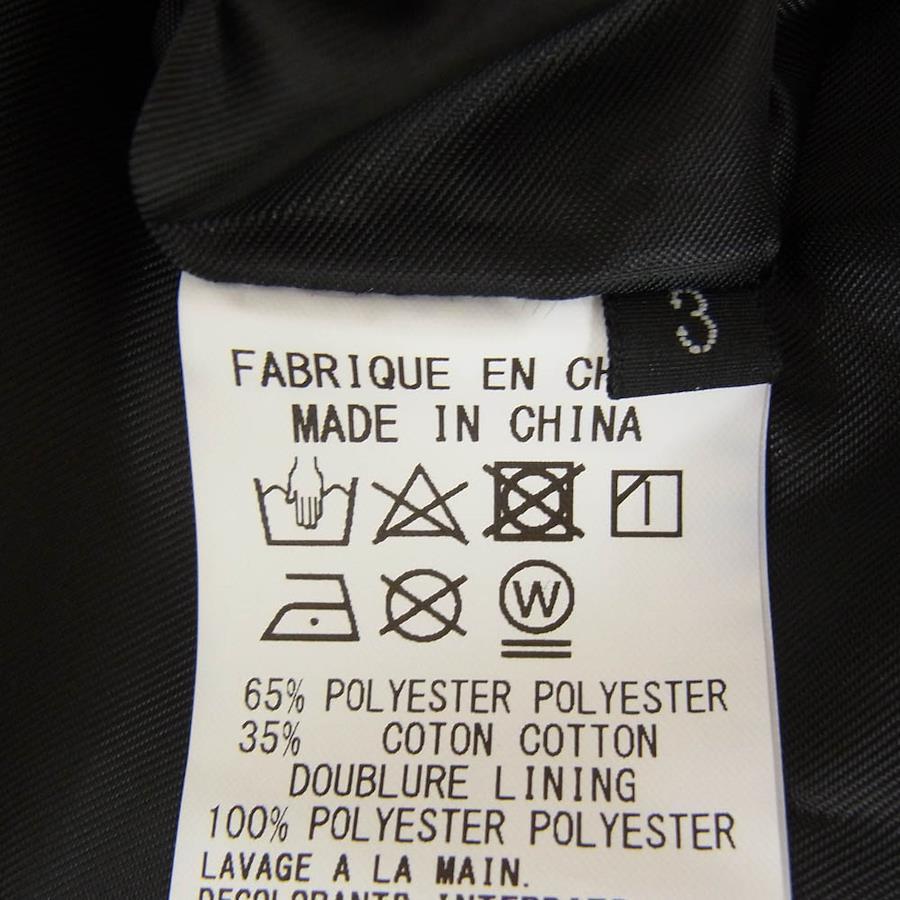 3
FABRIQUE EN
MADE IN CHINA
W
65% POLYESTER POLYESTER
35% COTON COTTON
DOUBLURE LINING
100% POLYESTER POLYESTER
LAVAGE A LA MAIN.